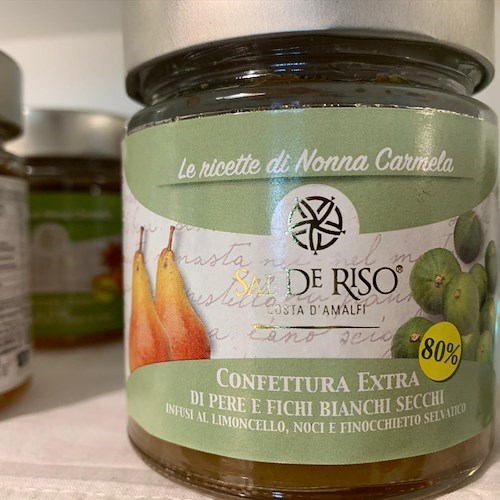 Le ricette di Nonna Carmela
SAL DE RISO®
COSTA D'AMALFI
80%
CONFETTURA EXTRA
DI PERE E FICHI BIANCHI SECCHI
INFUSI AL LIMONCELLO, NOCI E FINOCCHIETTO SELVATICO